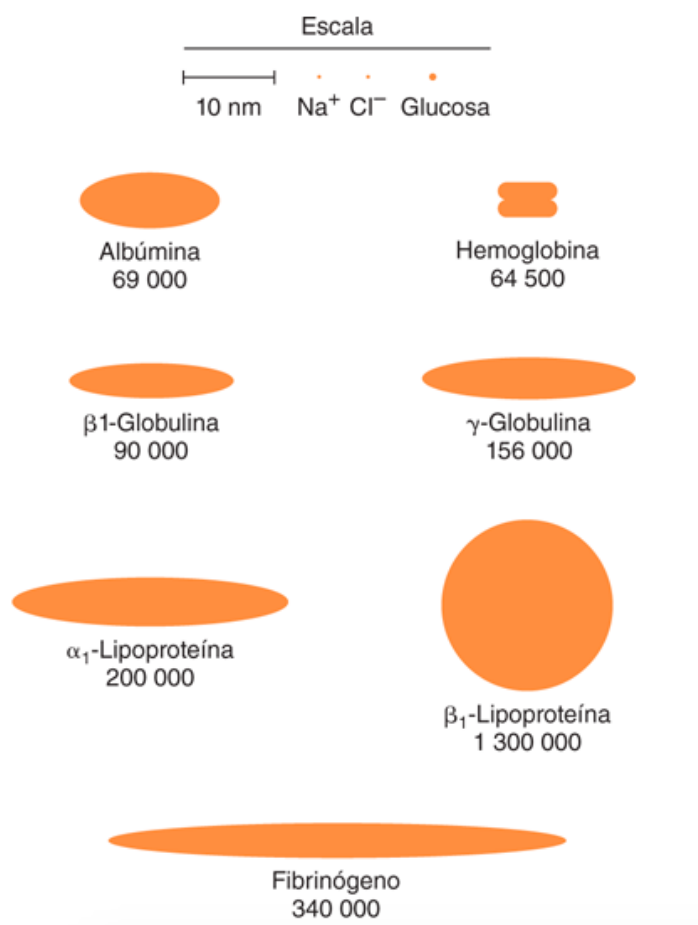 Escala
10 nm Na⁺ Cl⁻ Glucosa
Albúmina
69 000
Hemoglobina
64 500
β1-Globulina
90 000
γ-Globulina
156 000
α₁-Lipoproteína
200 000
β₁-Lipoproteína
1 300 000
Fibrinógeno
340 000